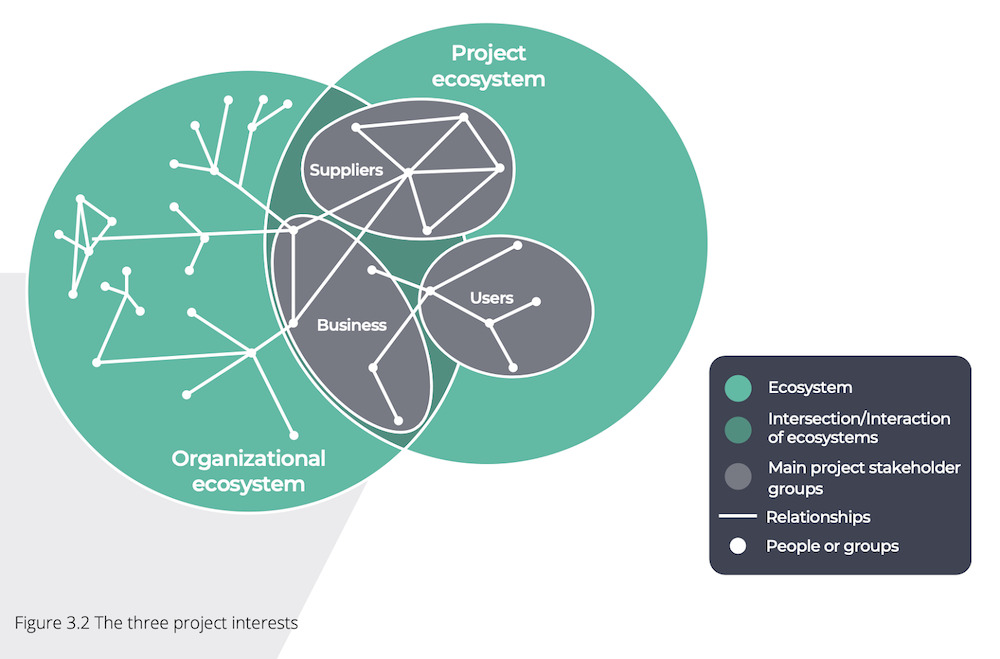 Project
ecosystem
Suppliers
Users
Business
Organizational
ecosystem
Ecosystem
Intersection/Interaction
of ecosystems
Main project stakeholder
groups
Relationships
People or groups
Figure 3.2 The three project interests